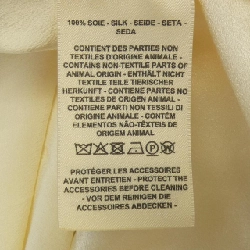 100% SOIE - SILK - SEIDE - SETA -
SEDA
CONTIENT DES PARTIES NON
TEXTILES D'ORIGINE ANIMALE -
CONTAINS NON-TEXTILE PARTS OF
ANIMAL ORIGIN - ENTHÄLT NICHT
TEXTILE TEILE TIERISCHER
HERKUNFT - CONTIENE PARTES NO
TEXTILES DE ORIGEN ANIMAL -
CONTIENE PARTI NON TESSILI DI
ORIGINE ANIMALE - CONTÉM
ELEMENTOS NÃO-TÊXTEIS DE
ORIGEM ANIMAL
PROTÉGER LES ACCESSOIRES
AVANT ENTRETIEN - PROTECT THE
ACCESSORIES BEFORE CLEANING
- VOR DEM REINIGEN DIE
ACCESSOIRES ABDECKEN -